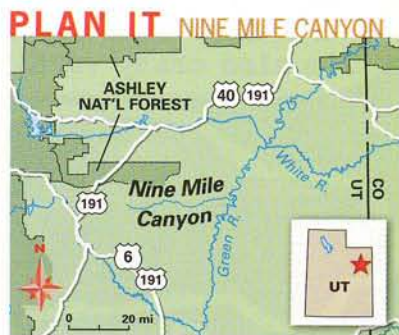 PLAN IT NINE MILE CANYON
ASHLEY
NAT'L FOREST
40 191
White R.
CO
UT
Nine Mile
Canyon
191
Green R.
6
191
UT
N
0 20 mi